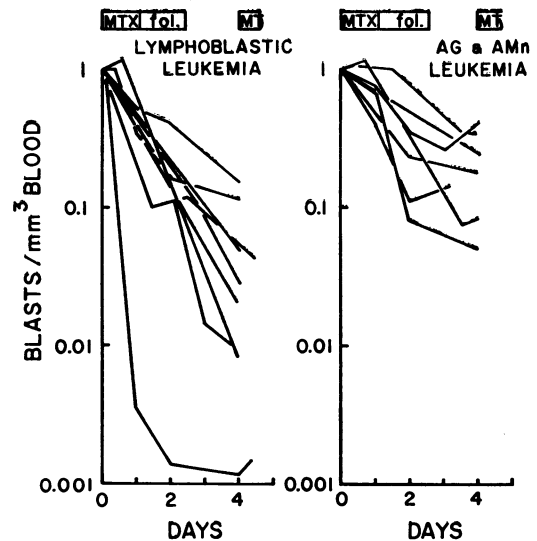 MTX fol. MT
LYMPHOBLASTIC
LEUKEMIA
1
0.1
0.01
0.001
BLASTS/mm³ BLOOD
0 2 4
DAYS
MTX fol. MT
AG & AMn
LEUKEMIA
1
0.1
0.01
0.001
0 2 4
DAYS